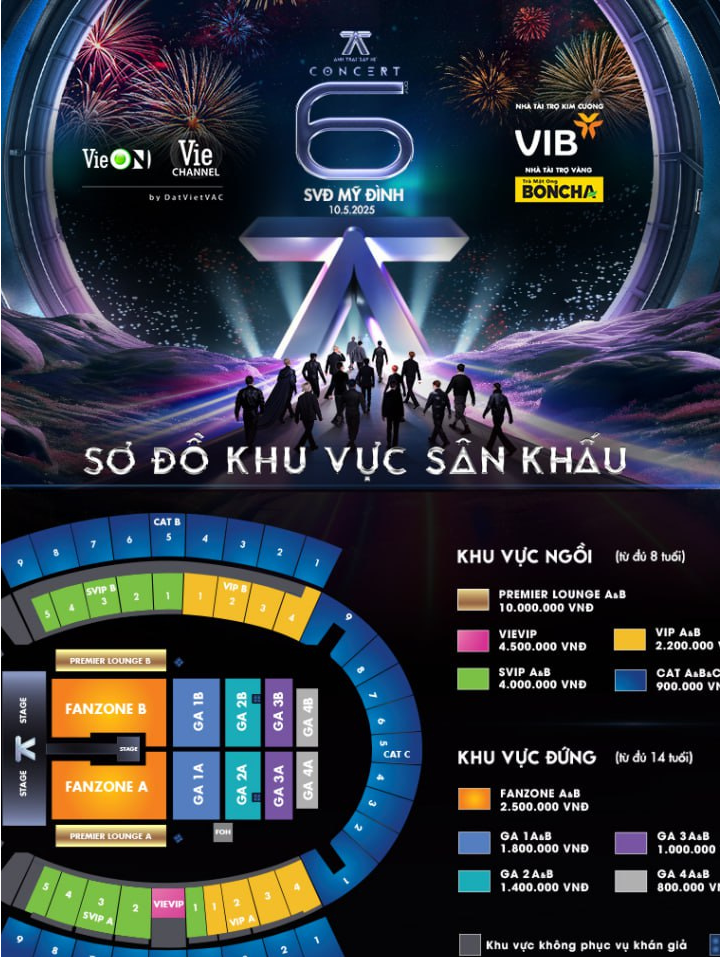 ANH TRAI "SAY HI"
CONCERT
6
SVĐ MỸ ĐÌNH
10.5.2025
VieON
Vie
CHANNEL
by DatVietVAC
NHÀ TÀI TRỢ KIM CƯƠNG
VIB
NHÀ TÀI TRỢ VÀNG
Trà Mật Ong
BONCHA
SƠ ĐỒ KHU VỰC SÂN KHẤU
CAT B
9 8 7 6 5 4 3 2 1
SVIP B
5 4 3 2 1
VIP B
1 2 3 4
PREMIER LOUNGE B
STAGE
STAGE
STAGE
FANZONE B
FANZONE A
GA 1B
GA 2B
GA 3B
GA 4B
GA 1A
GA 2A
GA 3A
GA 4A
9
8
7
6
5
CAT C
4
3
2
1
PREMIER LOUNGE A
FOH
5 4 3 2
SVIP A
VIEVIP
1
1 2 3 4
VIP A
9 8 7 6 5 4 3 2 1
KHU VỰC NGỒI (từ đủ 8 tuổi)
PREMIER LOUNGE A&B
10.000.000 VNĐ
VIEVIP
4.500.000 VNĐ
VIP A&B
2.200.000
SVIP A&B
4.000.000 VNĐ
CAT A&B&C
900.000 VN
KHU VỰC ĐỨNG (từ đủ 14 tuổi)
FANZONE A&B
2.500.000 VNĐ
GA 1A&B
1.800.000 VNĐ
GA 3A&B
1.000.000
GA 2A&B
1.400.000 VNĐ
GA 4A&B
800.000 VN
Khu vực không phục vụ khán giả